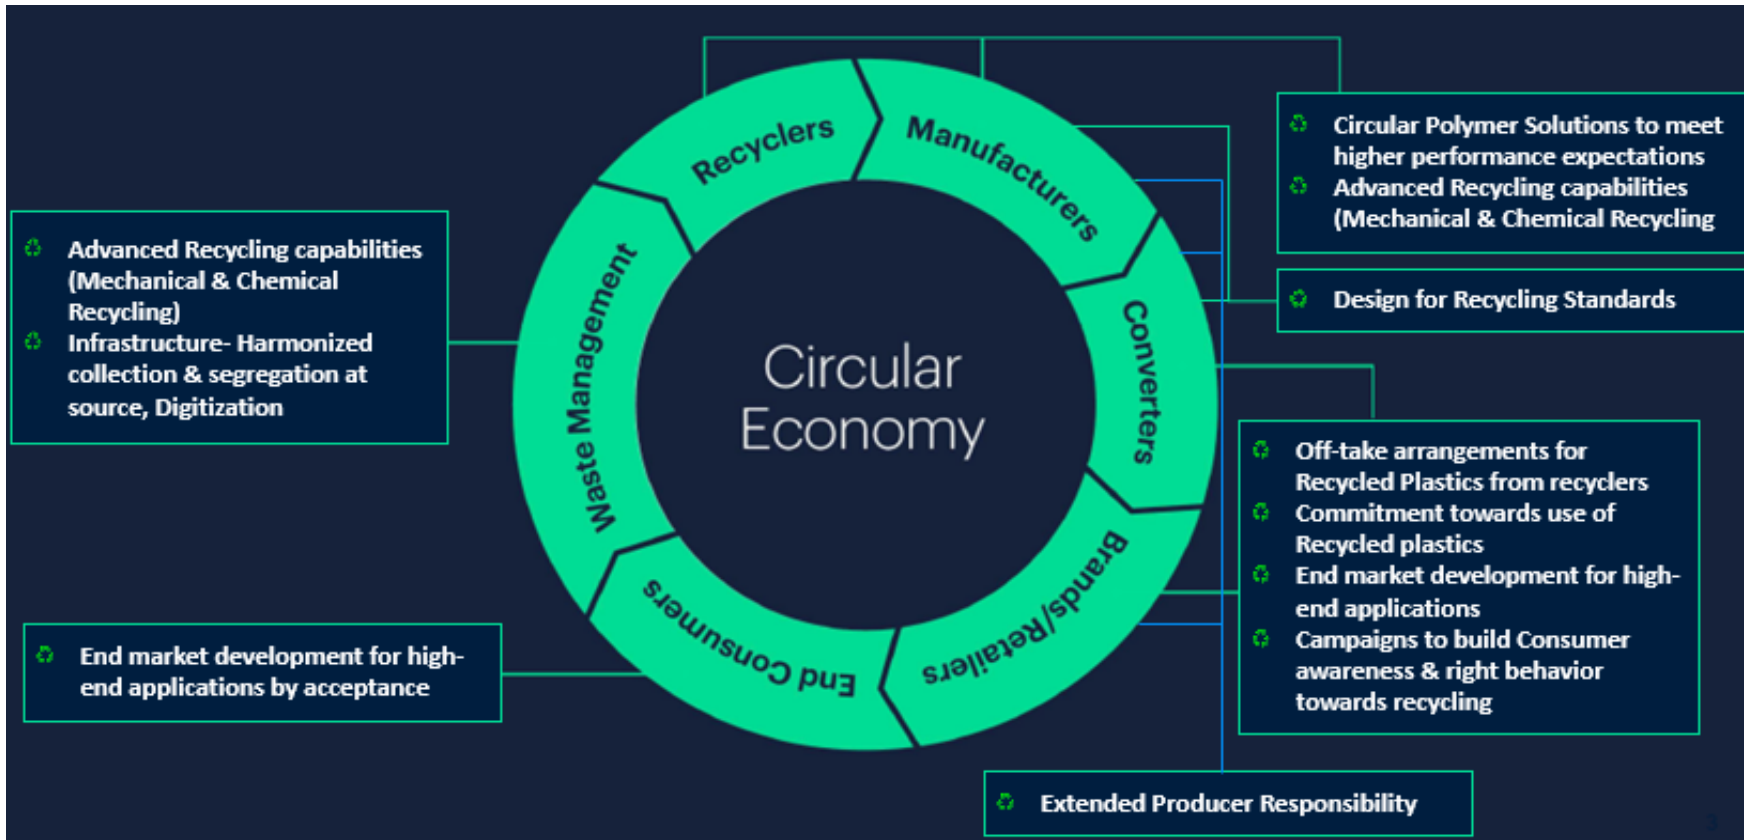 Recyclers
Manufacturers
Converters
Brands/Retailers
End Consumers
Waste Management
Circular
Economy
Circular Polymer Solutions to meet
higher performance expectations
Advanced Recycling capabilities
(Mechanical & Chemical Recycling
Design for Recycling Standards
Off-take arrangements for
Recycled Plastics from recyclers
Commitment towards use of
Recycled plastics
End market development for high-
end applications
Campaigns to build Consumer
awareness & right behavior
towards recycling
Extended Producer Responsibility
End market development for high-
end applications by acceptance
Advanced Recycling capabilities
(Mechanical & Chemical
Recycling)
Infrastructure- Harmonized
collection & segregation at
source, Digitization
3